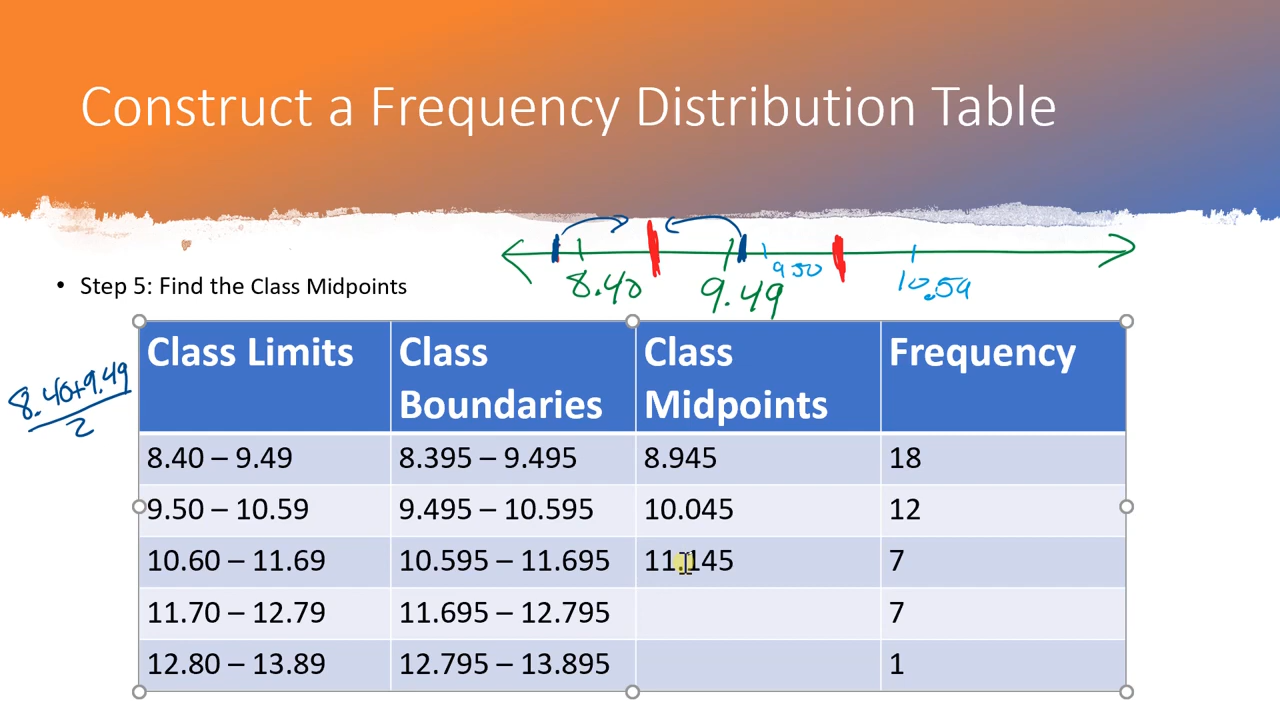 Construct a Frequency Distribution Table
• Step 5: Find the Class Midpoints
8.40 9.49 9.50 10.59
8.40+9.49
2
Class Limits Class Boundaries Class Midpoints Frequency
8.40 – 9.49 8.395 – 9.495 8.945 18
9.50 – 10.59 9.495 – 10.595 10.045 12
10.60 – 11.69 10.595 – 11.695 11.145 7
11.70 – 12.79 11.695 – 12.795 7
12.80 – 13.89 12.795 – 13.895 1